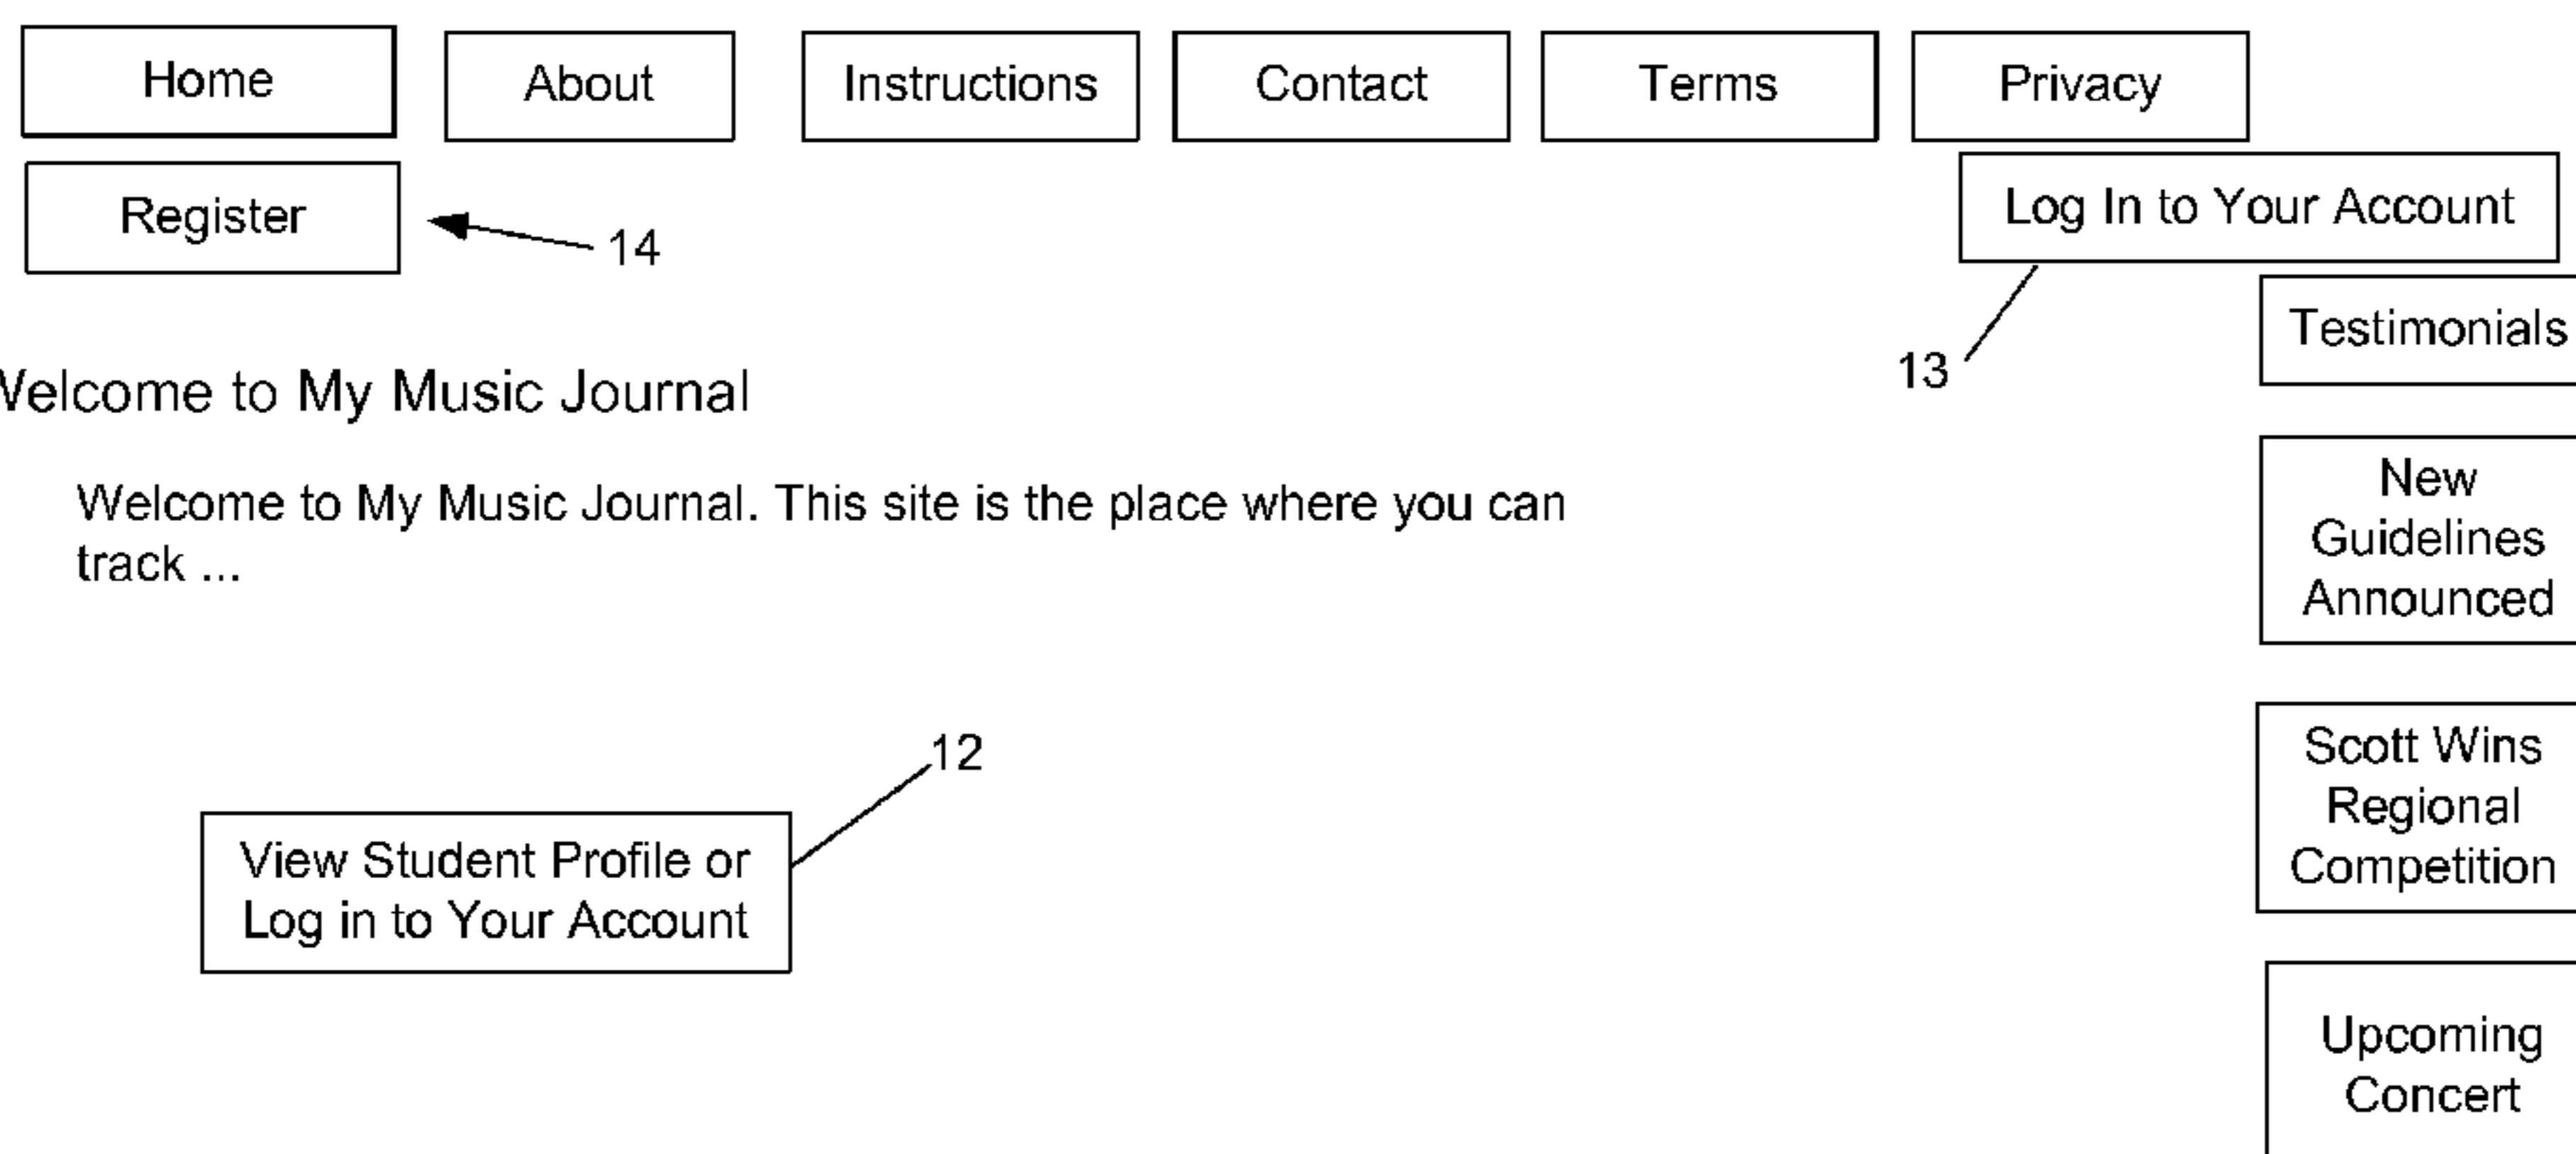 Home
About
Instructions
Contact
Terms
Privacy
Register
14
Log In to Your Account
13
Testimonials
Welcome to My Music Journal
Welcome to My Music Journal. This site is the place where you can
track ...
New
Guidelines
Announced
12
View Student Profile or
Log in to Your Account
Scott Wins
Regional
Competition
Upcoming
Concert